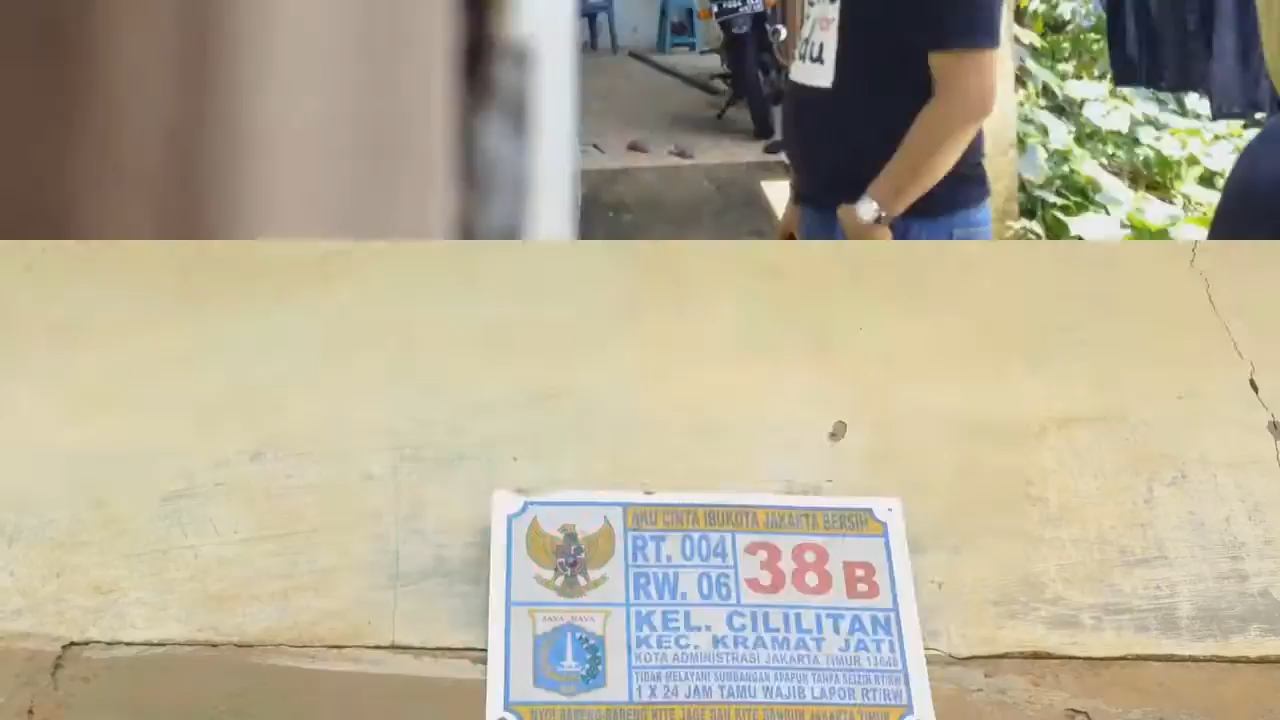 du
AKU CINTA IBUKOTA JAKARTA BERSIH
RT. 004
RW. 06
38 B
JAYA RAYA
KEL. CILILITAN
KEC. KRAMAT JATI
KOTA ADMINISTRASI JAKARTA TIMUR 13640
TIDAK MELAYANI SUMBANGAN APAPUN TANPA SEIZIN RT/RW
1 X 24 JAM TAMU WAJIB LAPOR RT/RW